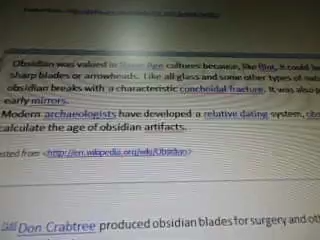 Obsidian was valued in Stone Age cultures because, like flint, it could be
sharp blades or arrowheads. Like all glass and some other types of
obsidian breaks with a characteristic conchoidal fracture. It was also
early mirrors.
Modern archaeologists have developed a relative dating system,
calculate the age of obsidian artifacts.
from <http://en.wikipedia.org/wiki/Obsidian>
Don Crabtree produced obsidian blades for surgery and